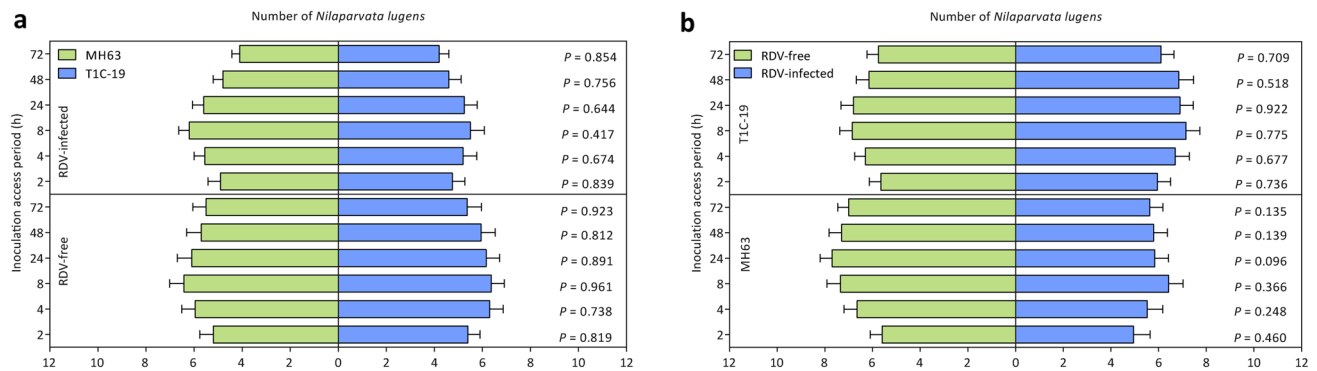 a
Number of Nilaparvata lugens
MH63
T1C-19
Inoculation access period (h)
RDV-infected
72 P = 0.854
48 P = 0.756
24 P = 0.644
8 P = 0.417
4 P = 0.674
2 P = 0.839
RDV-free
72 P = 0.923
48 P = 0.812
24 P = 0.891
8 P = 0.961
4 P = 0.738
2 P = 0.819
12 10 8 6 4 2 0 2 4 6 8 10 12
b
Number of Nilaparvata lugens
RDV-free
RDV-infected
Inoculation access period (h)
T1C-19
72 P = 0.709
48 P = 0.518
24 P = 0.922
8 P = 0.775
4 P = 0.677
2 P = 0.736
MH63
72 P = 0.135
48 P = 0.139
24 P = 0.096
8 P = 0.366
4 P = 0.248
2 P = 0.460
12 10 8 6 4 2 0 2 4 6 8 10 12